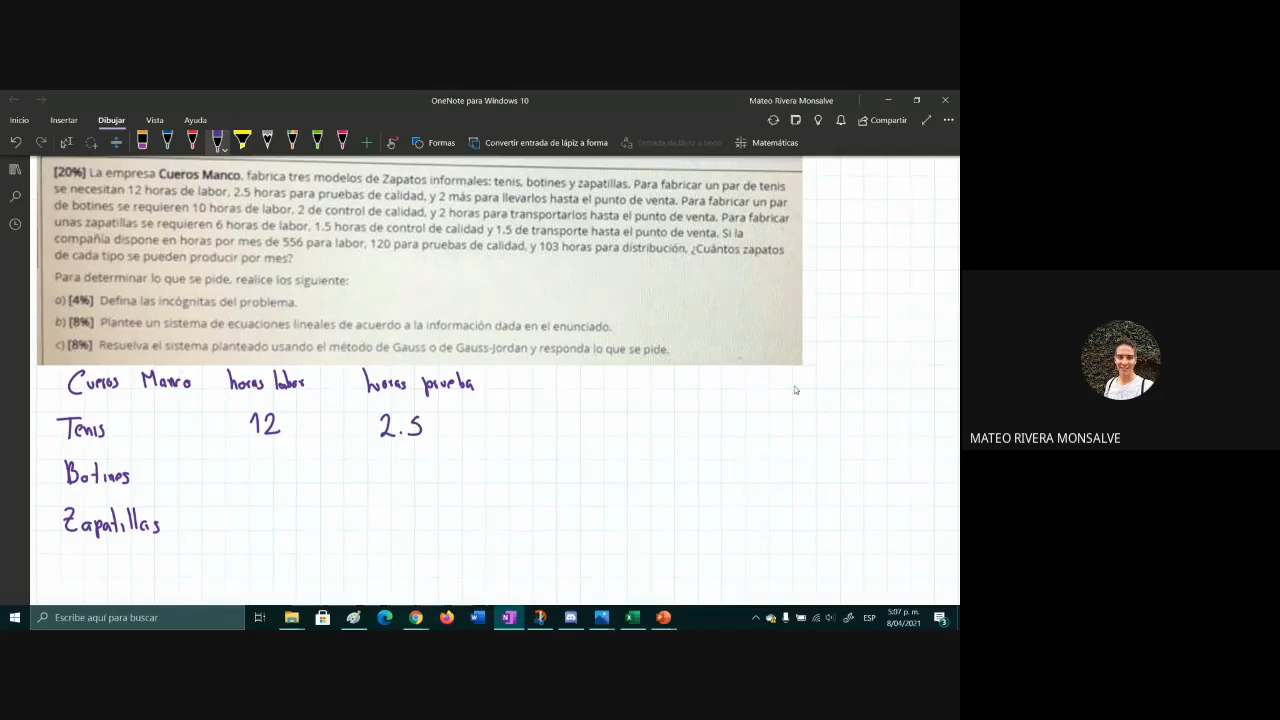 OneNote para Windows 10
Mateo Rivera Monsalve
Inicio Insertar Dibujar Vista Ayuda
Compartir
Formas Convertir entrada de lápiz a forma Entrada de lápiz a texto Matemáticas
[20%] La empresa Cueros Manco, fabrica tres modelos de Zapatos informales: tenis, botines y zapatillas. Para fabricar un par de tenis
se necesitan 12 horas de labor, 2.5 horas para pruebas de calidad, y 2 más para llevarlos hasta el punto de venta. Para fabricar un par
de botines se requieren 10 horas de labor, 2 de control de calidad, y 2 horas para transportarlos hasta el punto de venta. Para fabricar
unas zapatillas se requieren 6 horas de labor, 1.5 horas de control de calidad y 1.5 de transporte hasta el punto de venta. Si la
compañía dispone en horas por mes de 556 para labor, 120 para pruebas de calidad, y 103 horas para distribución, ¿Cuántos zapatos
de cada tipo se pueden producir por mes?
Para determinar lo que se pide, realice los siguiente:
a) [4%] Defina las incógnitas del problema.
b) [8%] Plantee un sistema de ecuaciones lineales de acuerdo a la información dada en el enunciado.
c) [8%] Resuelva el sistema planteado usando el método de Gauss o de Gauss-Jordan y responda lo que se pide.
Cueros Manco horas labor horas prueba
Tenis 12 2.5
Botines
Zapatillas
MATEO RIVERA MONSALVE
Escribe aquí para buscar
ESP
5:07 p. m.
8/04/2021
3